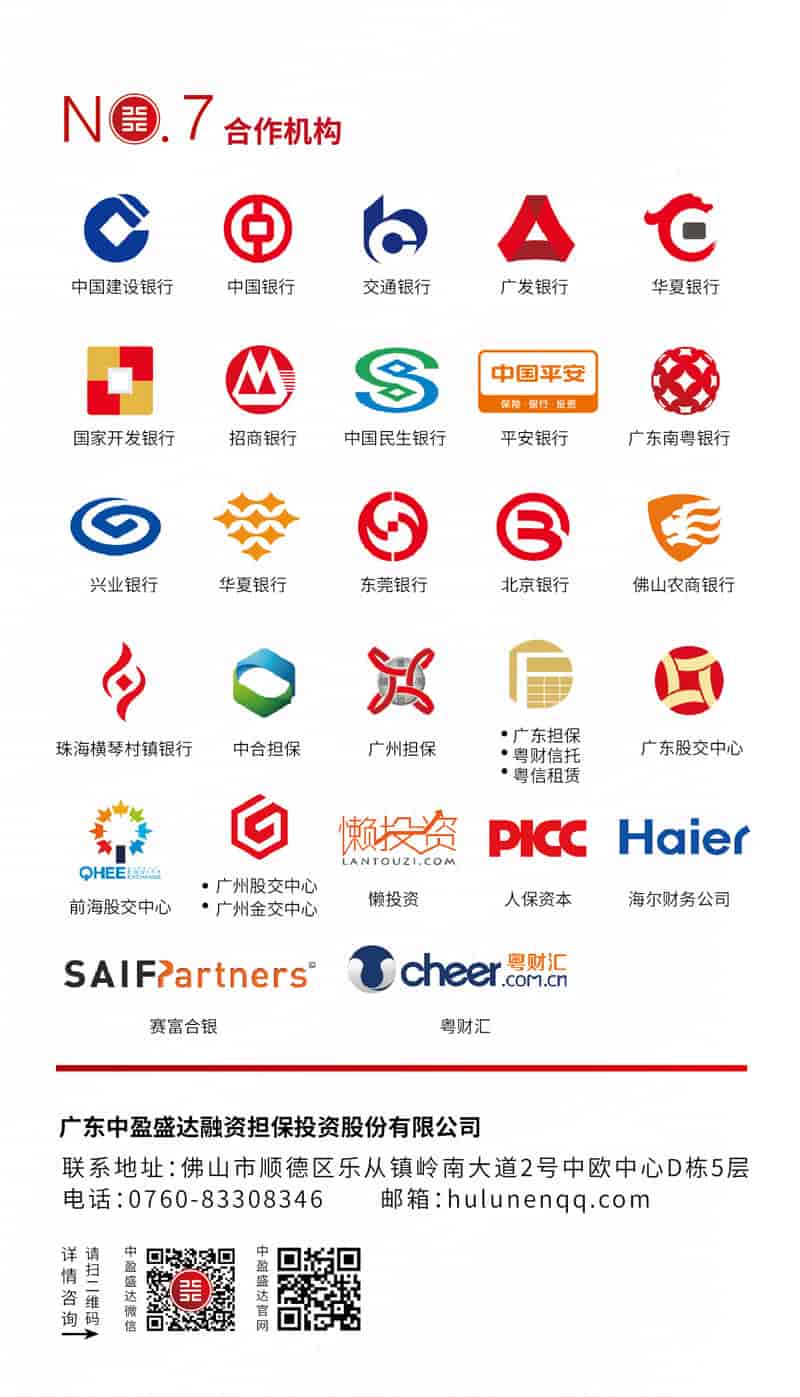 NO.7 合作机构
中国建设银行 中国银行 交通银行 广发银行 华夏银行
中国平安
保险·银行·投资
国家开发银行 招商银行 中国民生银行 平安银行 广东南粤银行
兴业银行 华夏银行 东莞银行 北京银行 佛山农商银行
珠海横琴村镇银行 中合担保 广州担保 •广东担保 广东股交中心
•粤财信托
•粤信租赁
懒投资 PICC Haier
LANTOUZI.COM
QHEE
前海股交中心 •广州股交中心 懒投资 人保资本 海尔财务公司
•广州金交中心
SAIFPartners cheer.com.cn 粤财汇
赛富合银 粤财汇
广东中盈盛达融资担保投资股份有限公司
联系地址:佛山市顺德区乐从镇岭南大道2号中欧中心D栋5层
电话:0760-83308346 邮箱:hulunenqq.com
请扫二维码
详情咨询
中盈盛达微信
中盈盛达官网